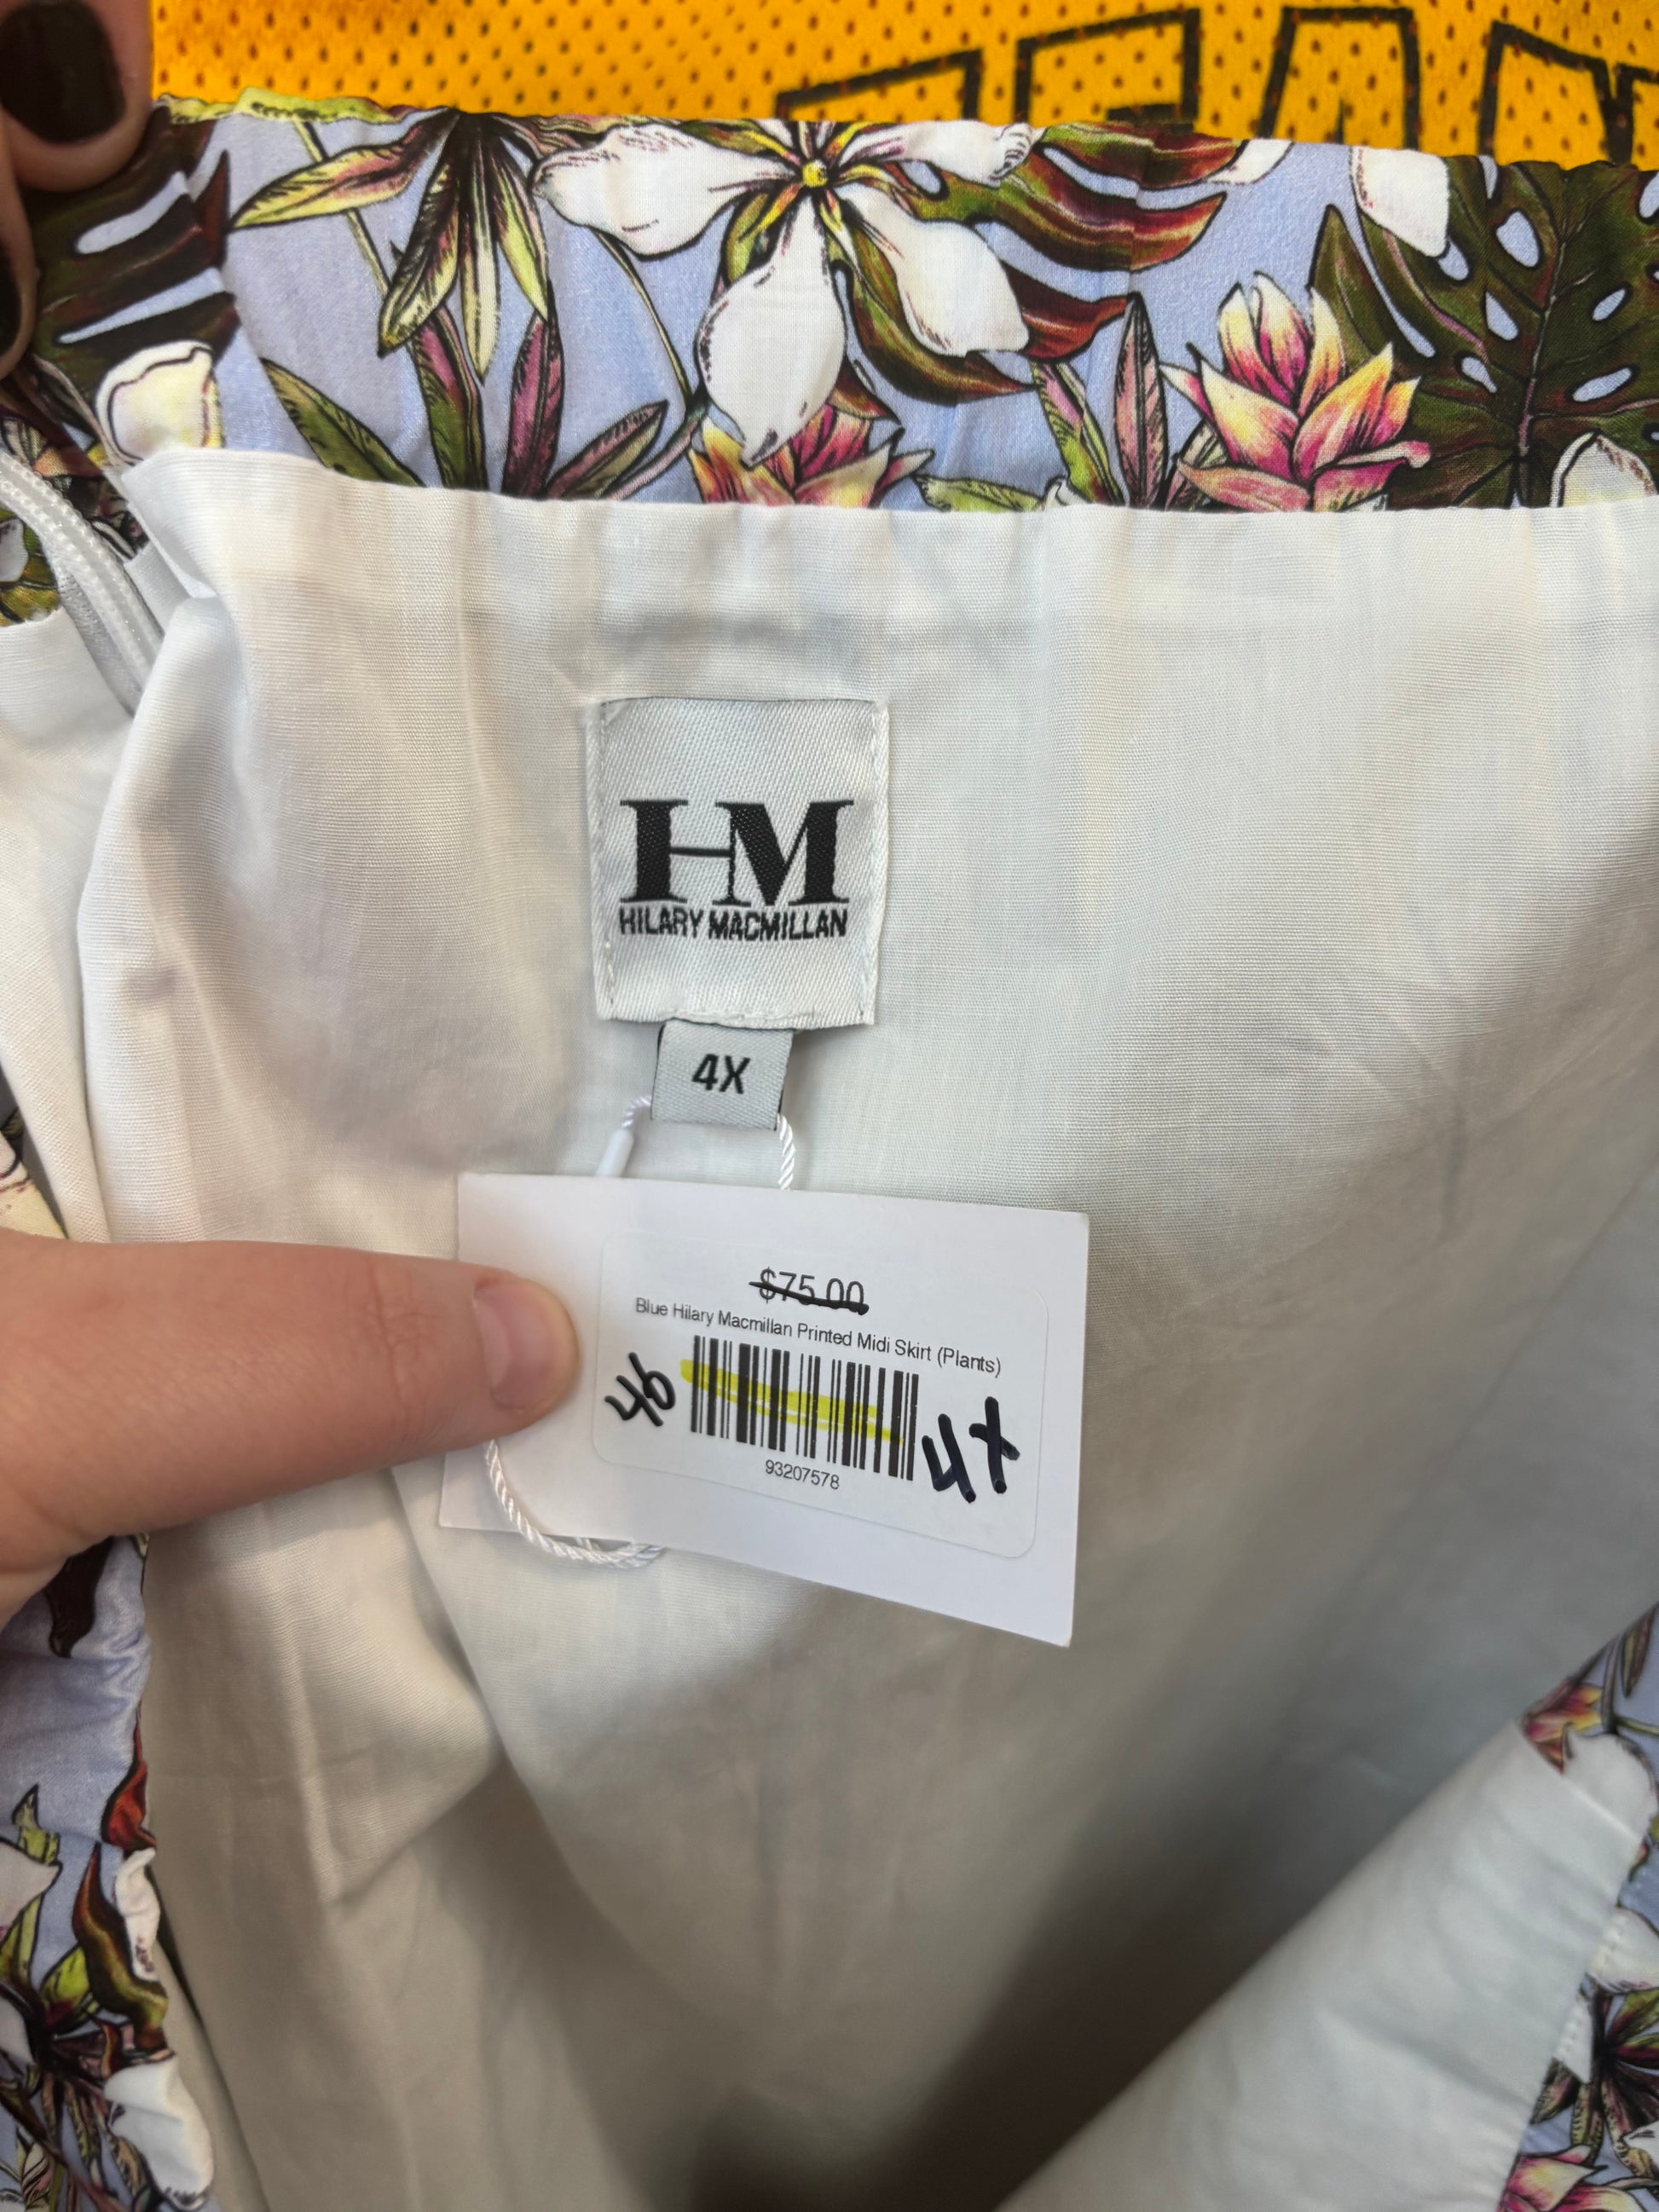 HM
HILARY MACMILLAN
4X
$75.00
Blue Hilary Macmillan Printed Midi Skirt (Plants)
46
4X
93207578